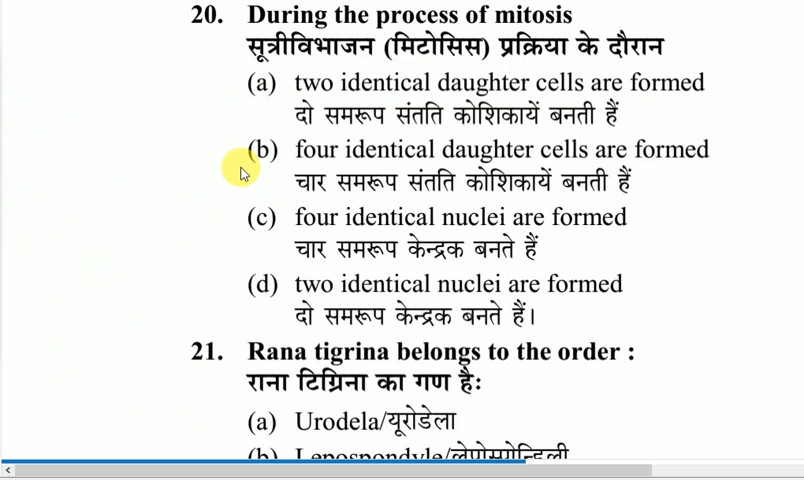 20. During the process of mitosis
सूत्रीविभाजन (मिटोसिस) प्रक्रिया के दौरान
(a) two identical daughter cells are formed
दो समरूप संतति कोशिकायें बनती हैं
(b) four identical daughter cells are formed
चार समरूप संतति कोशिकायें बनती हैं
(c) four identical nuclei are formed
चार समरूप केन्द्रक बनते हैं
(d) two identical nuclei are formed
दो समरूप केन्द्रक बनते हैं।
21. Rana tigrina belongs to the order :
राना टिग्रिना का गण हैः
(a) Urodela/यूरोडेला
(b) Lepospondyle/लेपोस्पोन्डिली